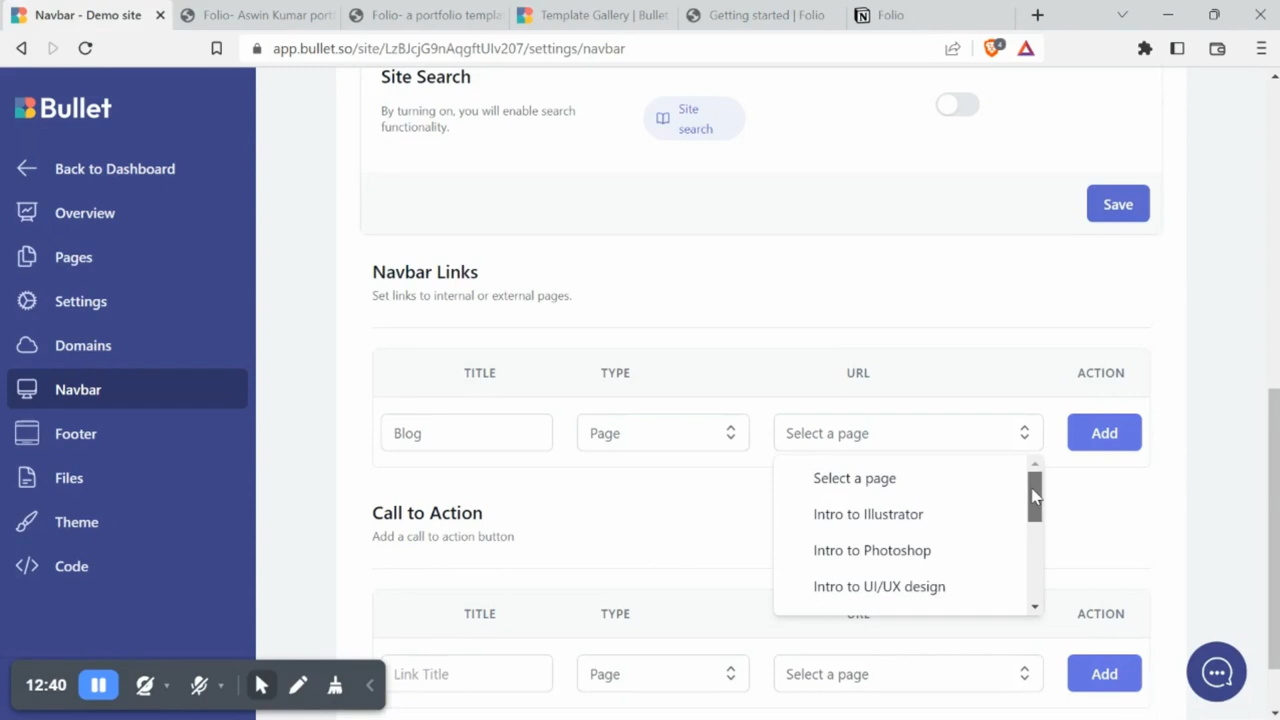 Navbar - Demo site
Folio- Aswin Kumar port
Folio- a portfolio templa
Template Gallery | Bullet
Getting started | Folio
Folio
app.bullet.so/site/LzBJcjG9nAqgftUIv207/settings/navbar
4
Bullet
Back to Dashboard
Overview
Pages
Settings
Domains
Navbar
Footer
Files
Theme
Code
Site Search
By turning on, you will enable search
functionality.
Site
search
Save
Navbar Links
Set links to internal or external pages.
TITLE TYPE URL ACTION
Blog Page Select a page Add
Select a page
Intro to Illustrator
Intro to Photoshop
Intro to UI/UX design
Call to Action
Add a call to action button
TITLE TYPE URL ACTION
Link Title Page Select a page Add
12:40